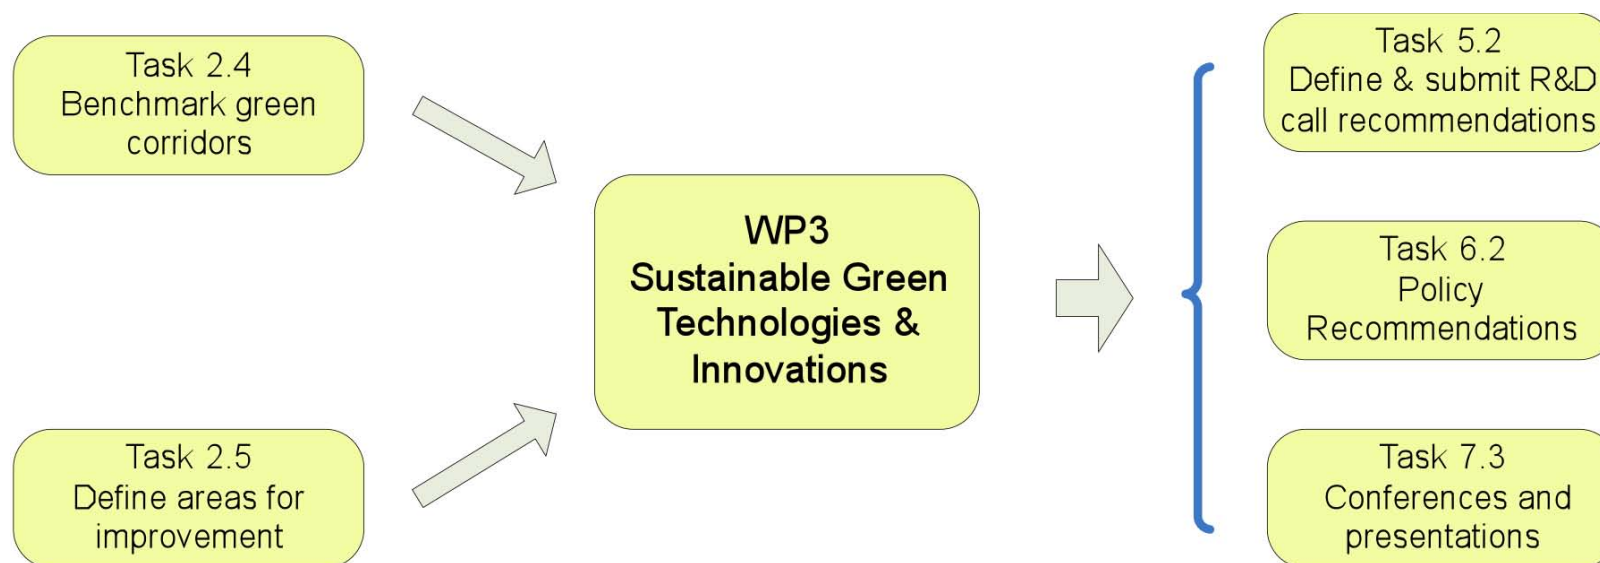 Task 2.4
Benchmark green
corridors
Task 2.5
Define areas for
improvement
WP3
Sustainable Green
Technologies &
Innovations
Task 5.2
Define & submit R&D
call recommendations
Task 6.2
Policy
Recommendations
Task 7.3
Conferences and
presentations